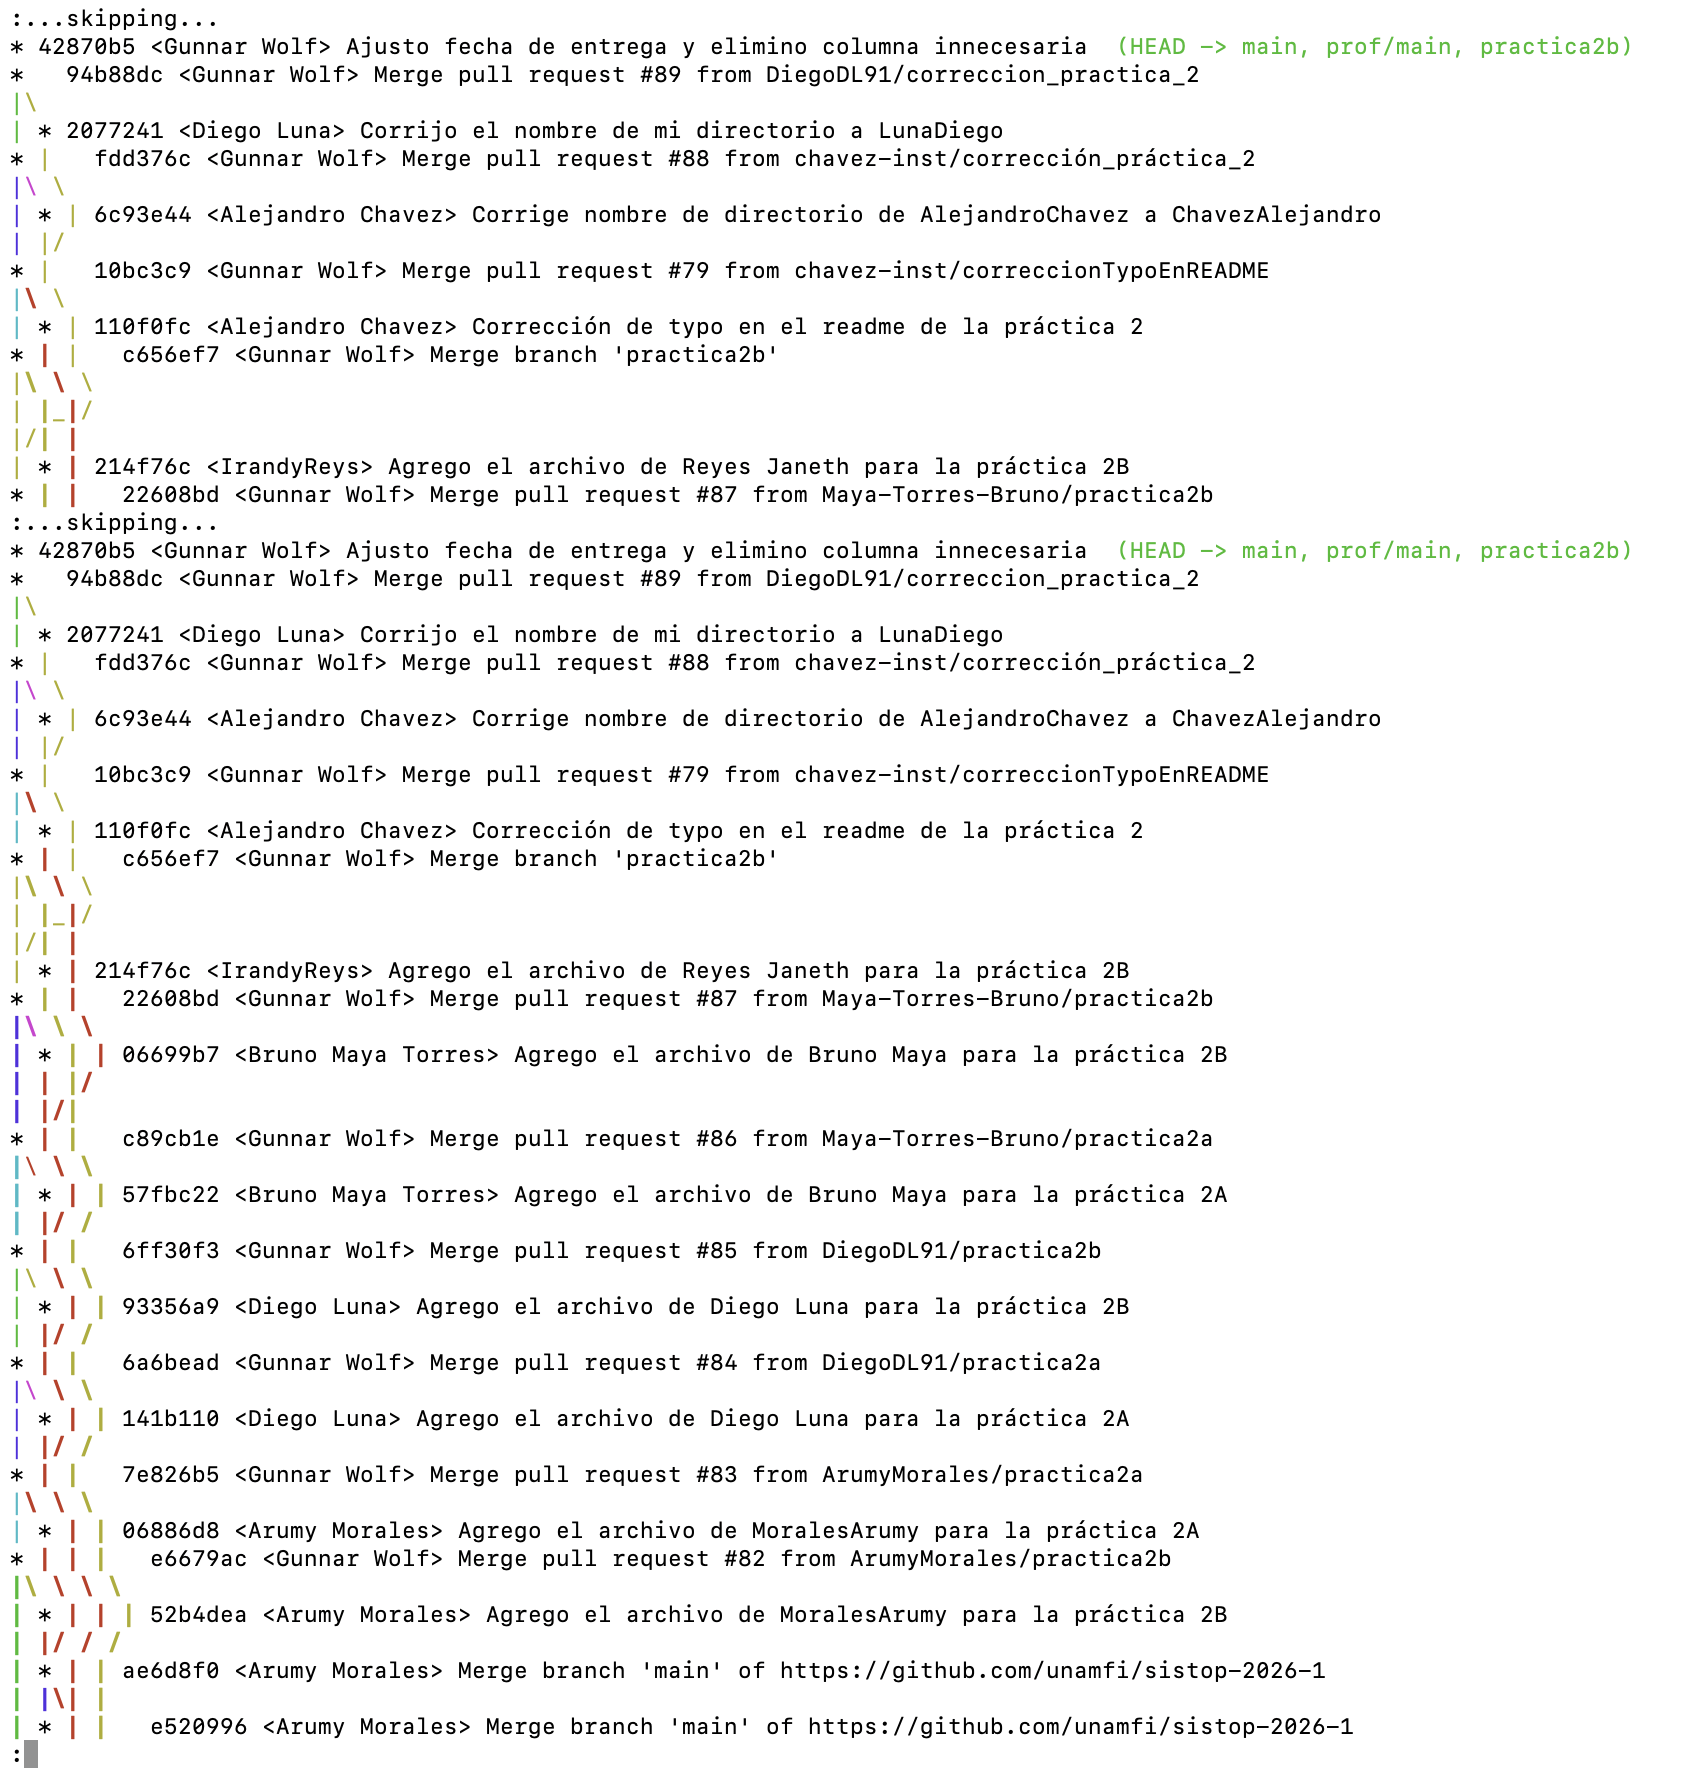 :...skipping...
* 42870b5 <Gunnar Wolf> Ajusto fecha de entrega y elimino columna innecesaria  (HEAD -> main, prof/main, practica2b)
*   94b88dc <Gunnar Wolf> Merge pull request #89 from DiegoDL91/correccion_practica_2
|\
| * 2077241 <Diego Luna> Corrijo el nombre de mi directorio a LunaDiego
* |   fdd376c <Gunnar Wolf> Merge pull request #88 from chavez-inst/corrección_práctica_2
|\ \
| * | 6c93e44 <Alejandro Chavez> Corrige nombre de directorio de AlejandroChavez a ChavezAlejandro
| |/
* |   10bc3c9 <Gunnar Wolf> Merge pull request #79 from chavez-inst/correccionTypoEnREADME
|\ \
| * | 110f0fc <Alejandro Chavez> Corrección de typo en el readme de la práctica 2
* | |   c656ef7 <Gunnar Wolf> Merge branch 'practica2b'
|\ \ \
| |_|/
|/| |
| * | 214f76c <IrandyReys> Agrego el archivo de Reyes Janeth para la práctica 2B
* | |   22608bd <Gunnar Wolf> Merge pull request #87 from Maya-Torres-Bruno/practica2b
:...skipping...
* 42870b5 <Gunnar Wolf> Ajusto fecha de entrega y elimino columna innecesaria  (HEAD -> main, prof/main, practica2b)
*   94b88dc <Gunnar Wolf> Merge pull request #89 from DiegoDL91/correccion_practica_2
|\
| * 2077241 <Diego Luna> Corrijo el nombre de mi directorio a LunaDiego
* |   fdd376c <Gunnar Wolf> Merge pull request #88 from chavez-inst/corrección_práctica_2
|\ \
| * | 6c93e44 <Alejandro Chavez> Corrige nombre de directorio de AlejandroChavez a ChavezAlejandro
| |/
* |   10bc3c9 <Gunnar Wolf> Merge pull request #79 from chavez-inst/correccionTypoEnREADME
|\ \
| * | 110f0fc <Alejandro Chavez> Corrección de typo en el readme de la práctica 2
* | |   c656ef7 <Gunnar Wolf> Merge branch 'practica2b'
|\ \ \
| |_|/
|/| |
| * | 214f76c <IrandyReys> Agrego el archivo de Reyes Janeth para la práctica 2B
* | |   22608bd <Gunnar Wolf> Merge pull request #87 from Maya-Torres-Bruno/practica2b
|\ \ \
| * | | 06699b7 <Bruno Maya Torres> Agrego el archivo de Bruno Maya para la práctica 2B
| | |/
| |/|
* | |   c89cb1e <Gunnar Wolf> Merge pull request #86 from Maya-Torres-Bruno/practica2a
|\ \ \
| * | | 57fbc22 <Bruno Maya Torres> Agrego el archivo de Bruno Maya para la práctica 2A
| |/ /
* | |   6ff30f3 <Gunnar Wolf> Merge pull request #85 from DiegoDL91/practica2b
|\ \ \
| * | | 93356a9 <Diego Luna> Agrego el archivo de Diego Luna para la práctica 2B
| |/ /
* | |   6a6bead <Gunnar Wolf> Merge pull request #84 from DiegoDL91/practica2a
|\ \ \
| * | | 141b110 <Diego Luna> Agrego el archivo de Diego Luna para la práctica 2A
| |/ /
* | |   7e826b5 <Gunnar Wolf> Merge pull request #83 from ArumyMorales/practica2a
|\ \ \
| * | | 06886d8 <Arumy Morales> Agrego el archivo de MoralesArumy para la práctica 2A
* | | |   e6679ac <Gunnar Wolf> Merge pull request #82 from ArumyMorales/practica2b
|\ \ \ \
| * | | | 52b4dea <Arumy Morales> Agrego el archivo de MoralesArumy para la práctica 2B
| |/ / /
| * | | ae6d8f0 <Arumy Morales> Merge branch 'main' of https://github.com/unamfi/sistop-2026-1
| |\| |
| * | |   e520996 <Arumy Morales> Merge branch 'main' of https://github.com/unamfi/sistop-2026-1
: